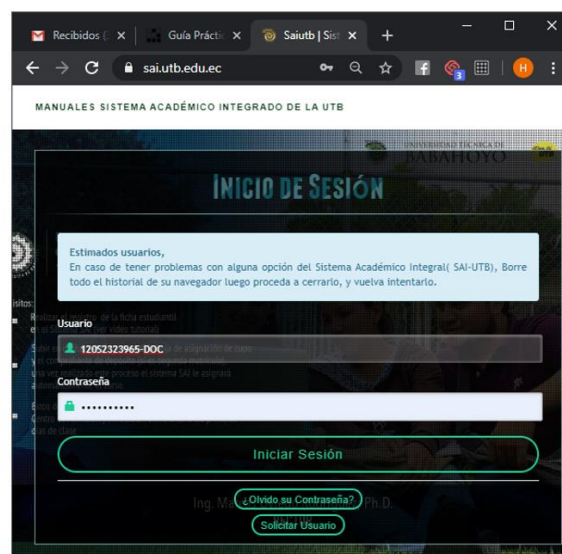 Recibidos (
Guía Práctic
Saiutb | Sist
sai.utb.edu.ec
3
H
MANUALES SISTEMA ACADÉMICO INTEGRADO DE LA UTB
UNIVERSIDAD TÉCNICA DE
BABAHOYO
INICIO DE SESIÓN
Estimados usuarios,
En caso de tener problemas con alguna opción del Sistema Académico Integral( SAI-UTB), Borre
todo el historial de su navegador luego proceda a cerrarlo, y vuelva intentarlo.
Usuario
12052323965-DOC
Contraseña
Iniciar Sesión
¿Olvido su Contraseña?
Ph.D.
Solicitar Usuario